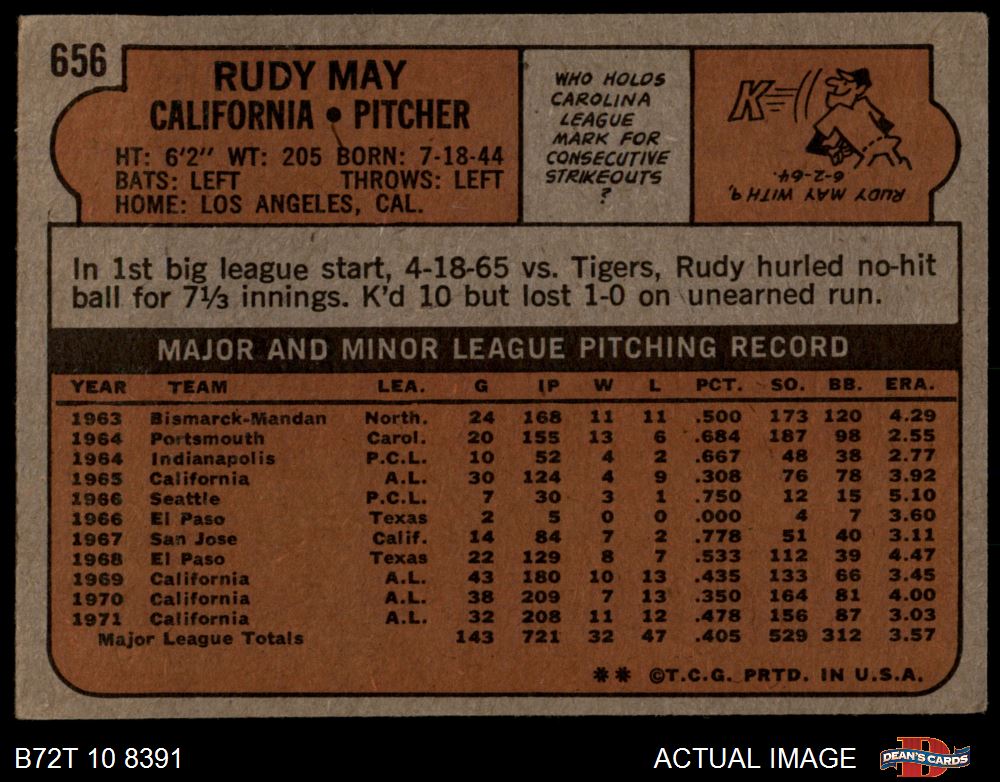 656
RUDY MAY
CALIFORNIA • PITCHER
HT: 6'2" WT: 205 BORN: 7-18-44
BATS: LEFT THROWS: LEFT
HOME: LOS ANGELES, CAL.
WHO HOLDS
CAROLINA
LEAGUE
MARK FOR
CONSECUTIVE
STRIKEOUTS
?
K
RUDY MAY WITH 9,
6-2-64.
In 1st big league start, 4-18-65 vs. Tigers, Rudy hurled no-hit
ball for 7⅓ innings. K'd 10 but lost 1-0 on unearned run.
MAJOR AND MINOR LEAGUE PITCHING RECORD
YEAR TEAM LEA. G IP W L PCT. SO. BB. ERA.
1963 Bismarck-Mandan North. 24 168 11 11 .500 173 120 4.29
1964 Portsmouth Carol. 20 155 13 6 .684 187 98 2.55
1964 Indianapolis P.C.L. 10 52 4 2 .667 48 38 2.77
1965 California A.L. 30 124 4 9 .308 76 78 3.92
1966 Seattle P.C.L. 7 30 3 1 .750 12 15 5.10
1966 El Paso Texas 2 5 0 0 .000 4 7 3.60
1967 San Jose Calif. 14 84 7 2 .778 51 40 3.11
1968 El Paso Texas 22 129 8 7 .533 112 39 4.47
1969 California A.L. 43 180 10 13 .435 133 66 3.45
1970 California A.L. 38 209 7 13 .350 164 81 4.00
1971 California A.L. 32 208 11 12 .478 156 87 3.03
Major League Totals 143 721 32 47 .405 529 312 3.57
** ©T.C.G. PRTD. IN U.S.A.
B72T 10 8391
ACTUAL IMAGE
DEAN'S CARDS